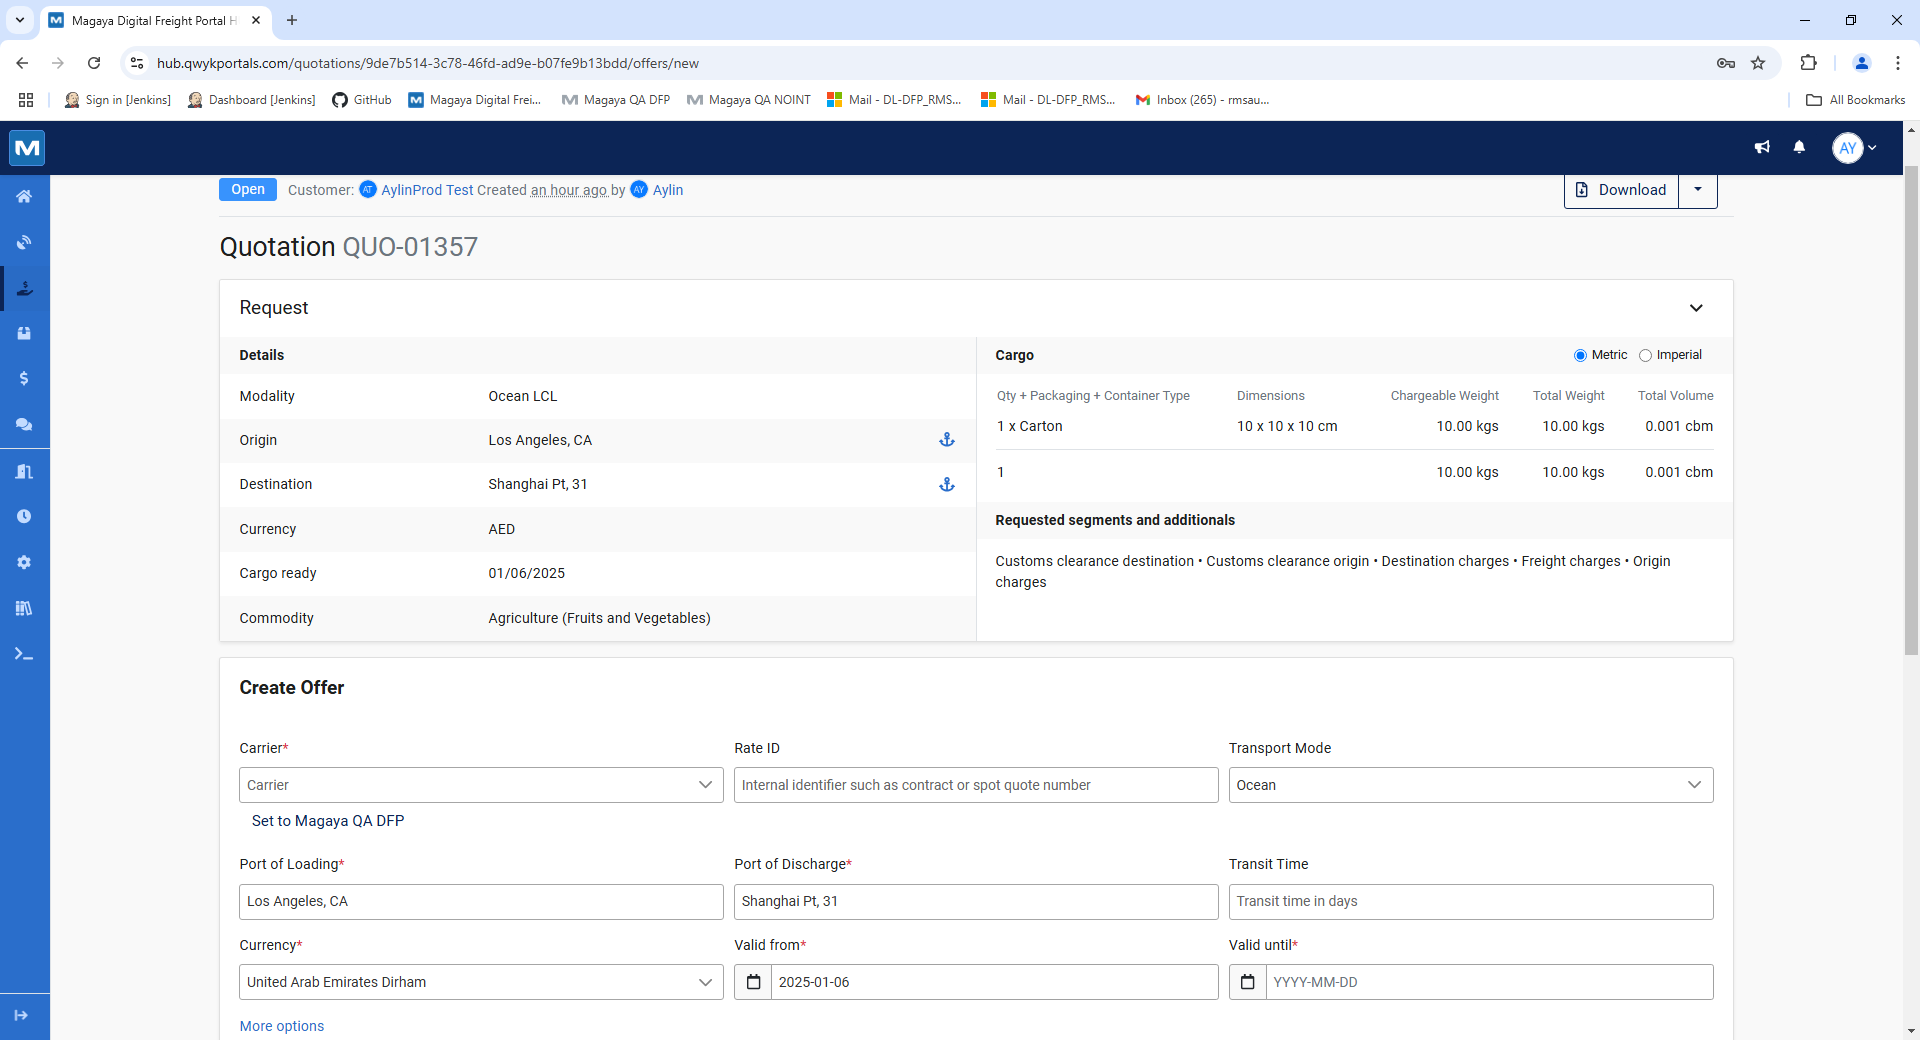 Magaya Digital Freight Portal H
hub.qwykportals.com/quotations/9de7b514-3c78-46fd-ad9e-b07fe9b13bdd/offers/new
Sign in [Jenkins]
Dashboard [Jenkins]
GitHub
Magaya Digital Frei...
Magaya QA DFP
Magaya QA NOINT
Mail - DL-DFP_RMS...
Mail - DL-DFP_RMS...
Inbox (265) - rmsau...
All Bookmarks
AY
Open
Customer: AT AylinProd Test Created an hour ago by AY Aylin
Download
Quotation QUO-01357
Request
Details
Modality Ocean LCL
Origin Los Angeles, CA
Destination Shanghai Pt, 31
Currency AED
Cargo ready 01/06/2025
Commodity Agriculture (Fruits and Vegetables)
Cargo
Metric Imperial
Qty + Packaging + Container Type Dimensions Chargeable Weight Total Weight Total Volume
1 x Carton 10 x 10 x 10 cm 10.00 kgs 10.00 kgs 0.001 cbm
1 10.00 kgs 10.00 kgs 0.001 cbm
Requested segments and additionals
Customs clearance destination • Customs clearance origin • Destination charges • Freight charges • Origin
charges
Create Offer
Carrier* Rate ID Transport Mode
Carrier Internal identifier such as contract or spot quote number Ocean
Set to Magaya QA DFP
Port of Loading* Port of Discharge* Transit Time
Los Angeles, CA Shanghai Pt, 31 Transit time in days
Currency* Valid from* Valid until*
United Arab Emirates Dirham 2025-01-06 YYYY-MM-DD
More options